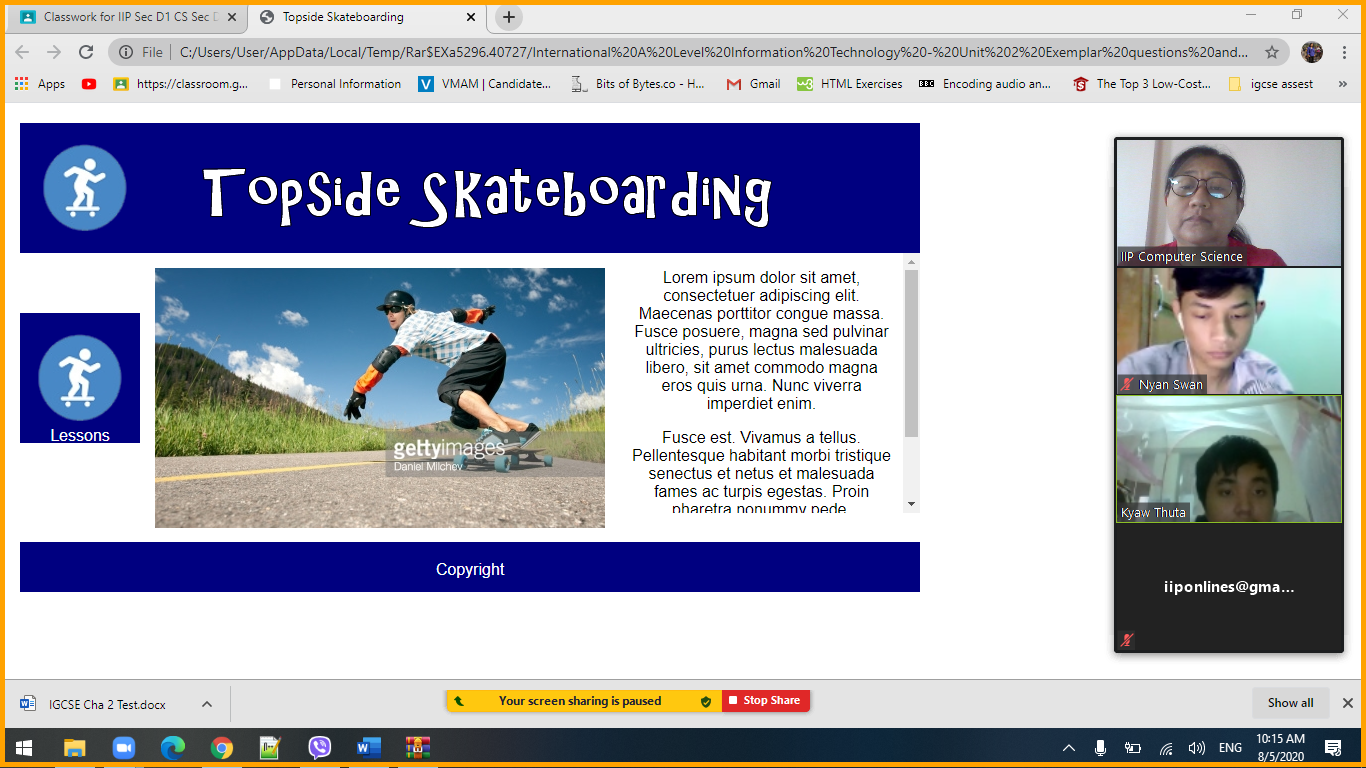 Classwork for IIP Sec D1 CS Sec D
Topside Skateboarding
File
C:/Users/User/AppData/Local/Temp/Rar$EXa5296.40727/International%20A%20Level%20Information%20Technology%20-%20Unit%202%20Exemplar%20questions%20and...
Apps
https://classroom.g...
Personal Information
VMAM | Candidate...
Bits of Bytes.co - H...
Gmail
HTML Exercises
Encoding audio an...
The Top 3 Low-Cost...
igcse assest
»
Topside Skateboarding
Lessons
gettyimages
Daniel Milchev
Lorem ipsum dolor sit amet,
consectetuer adipiscing elit.
Maecenas porttitor congue massa.
Fusce posuere, magna sed pulvinar
ultricies, purus lectus malesuada
libero, sit amet commodo magna
eros quis urna. Nunc viverra
imperdiet enim.
Fusce est. Vivamus a tellus.
Pellentesque habitant morbi tristique
senectus et netus et malesuada
fames ac turpis egestas. Proin
pharetra nonummy pede.
Copyright
IIP Computer Science
Nyan Swan
Kyaw Thuta
iiponlines@gma...
IGCSE Cha 2 Test.docx
Your screen sharing is paused
Stop Share
Show all
ENG
10:15 AM
8/5/2020